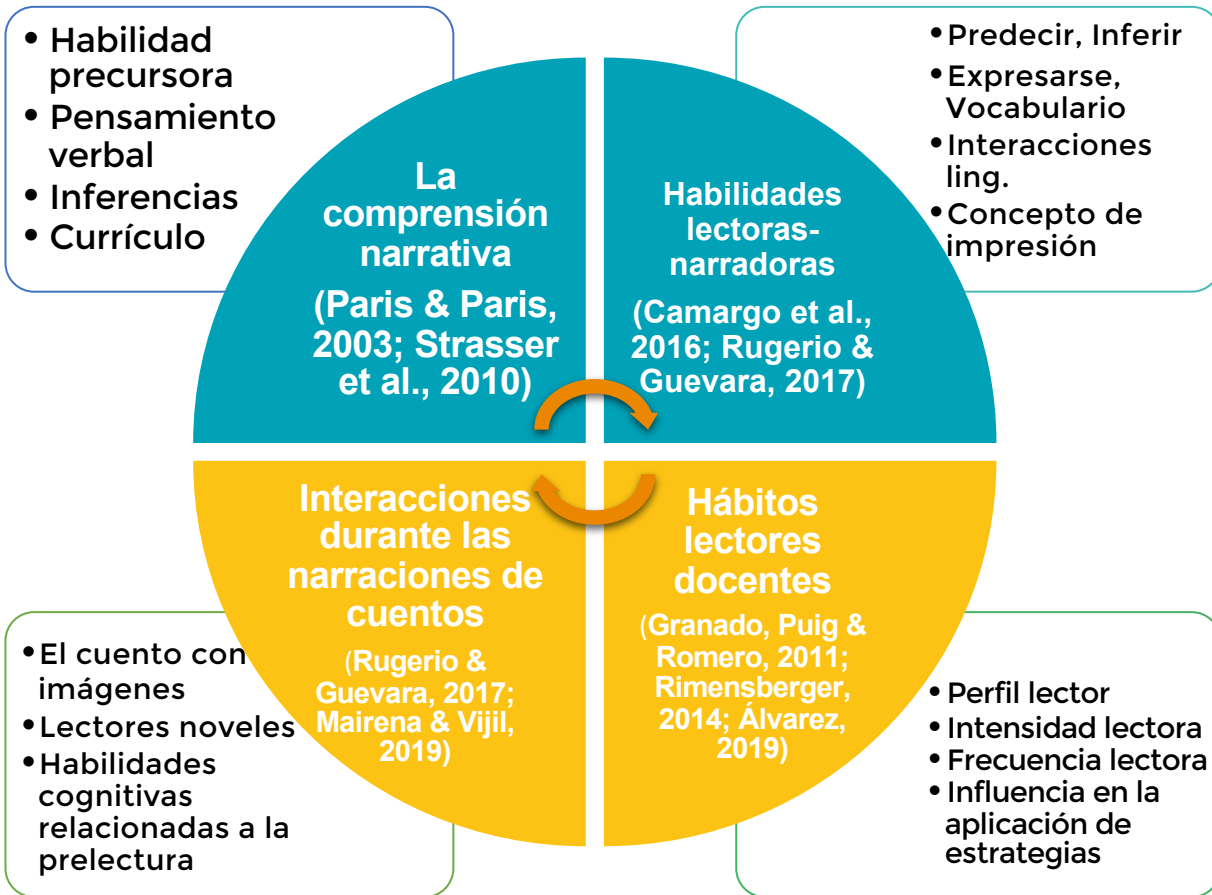 • Habilidad
precursora
• Pensamiento
verbal
• Inferencias
• Currículo
La
comprensión
narrativa
(Paris & Paris,
2003; Strasser
et al., 2010)
Habilidades
lectoras-
narradoras
(Camargo et al.,
2016; Rugerio &
Guevara, 2017)
• Predecir, Inferir
• Expresarse,
Vocabulario
• Interacciones
ling.
• Concepto de
impresión
• El cuento con
imágenes
• Lectores noveles
• Habilidades
cognitivas
relacionadas a la
prelectura
Interacciones
durante las
narraciones de
cuentos
(Rugerio &
Guevara, 2017;
Mairena & Vijil,
2019)
Hábitos
lectores
docentes
(Granado, Puig &
Romero, 2011;
Rimensberger,
2014; Álvarez,
2019)
• Perfil lector
• Intensidad lectora
• Frecuencia lectora
• Influencia en la
aplicación de
estrategias